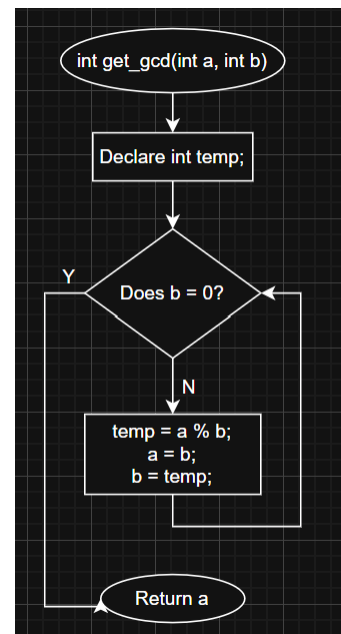 int get_gcd(int a, int b)
Declare int temp;
Y
Does b = 0?
N
temp = a % b;
a = b;
b = temp;
Return a